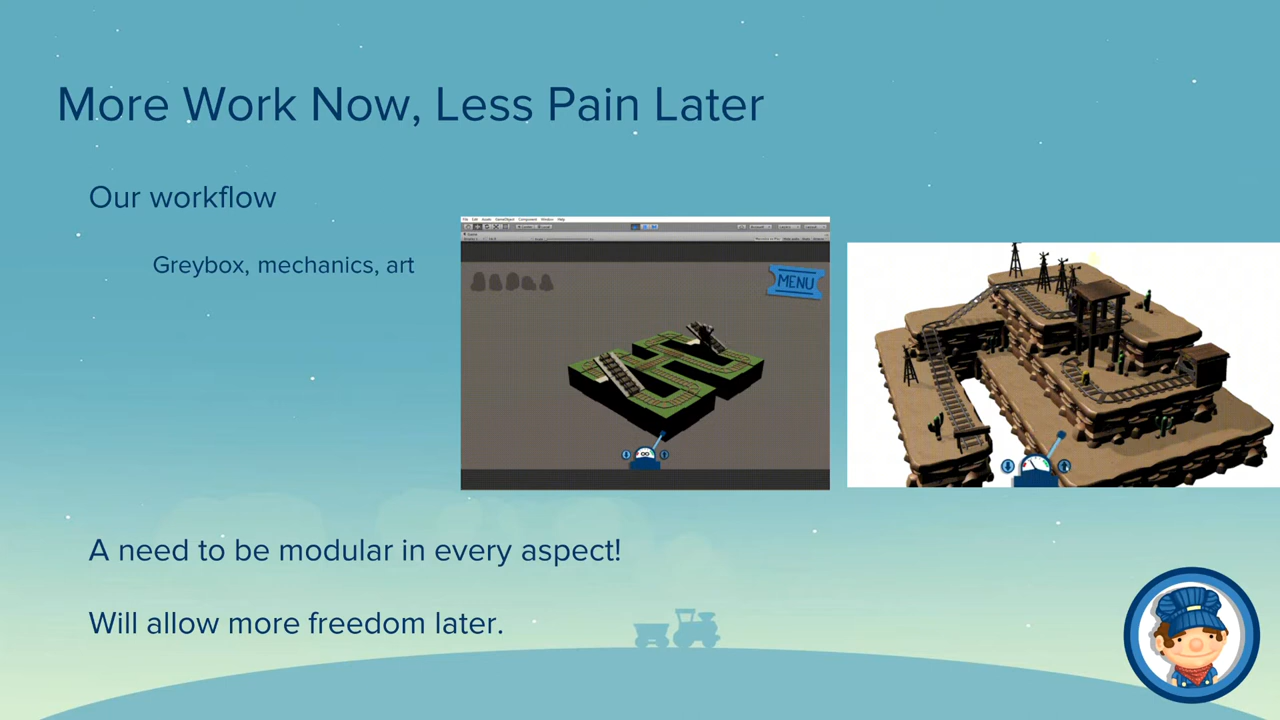 More Work Now, Less Pain Later
Our workflow
Greybox, mechanics, art
MENU
A need to be modular in every aspect!
Will allow more freedom later.